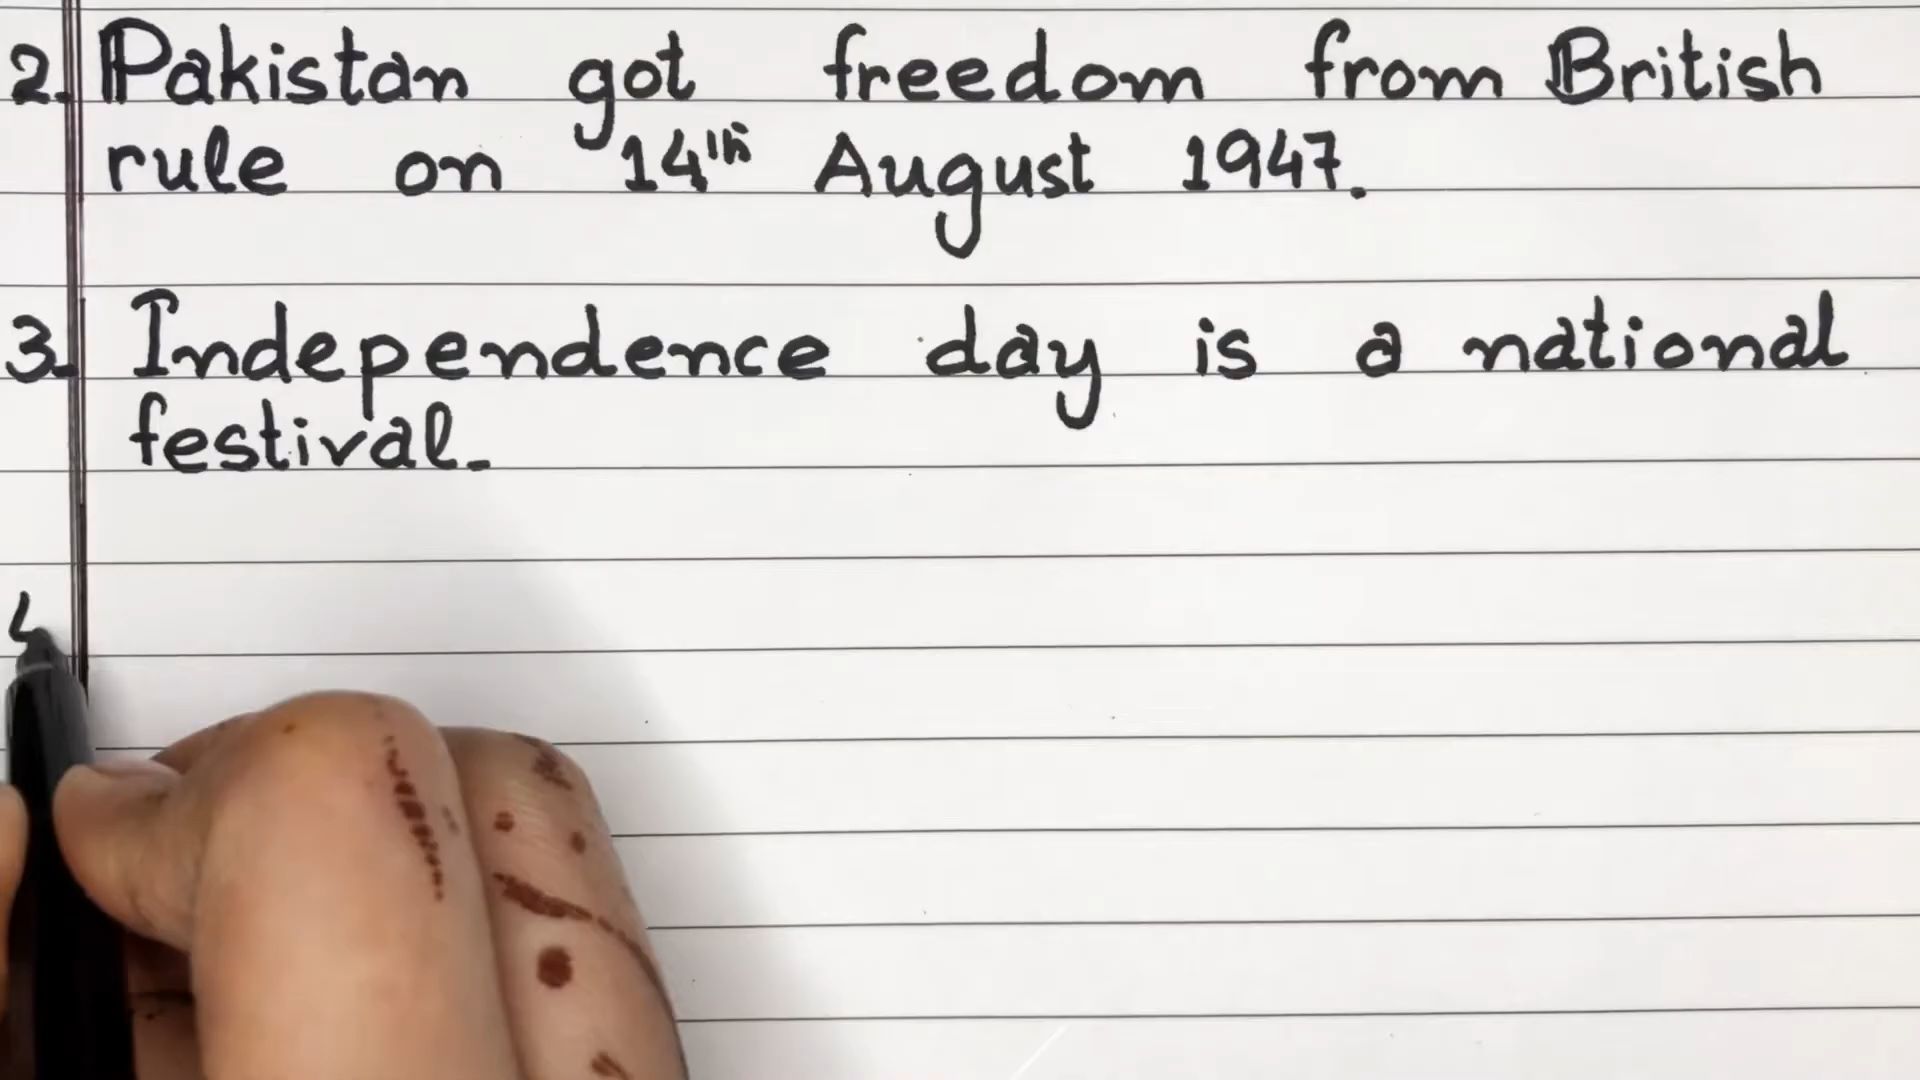 2. Pakistan got freedom from British
rule on 14th August 1947.
3. Independence day is a national
festival.